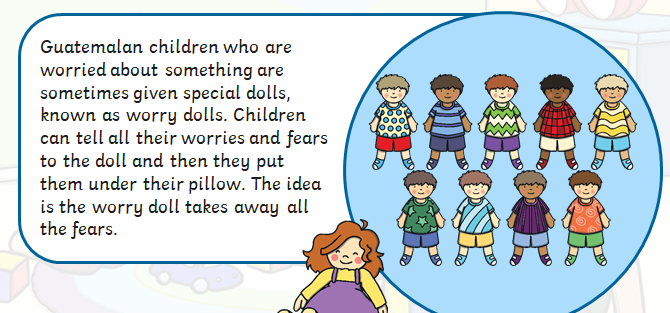 Guatemalan children who are
worried about something are
sometimes given special dolls,
known as worry dolls. Children
can tell all their worries and fears
to the doll and then they put
them under their pillow. The idea
is the worry doll takes away all
the fears.